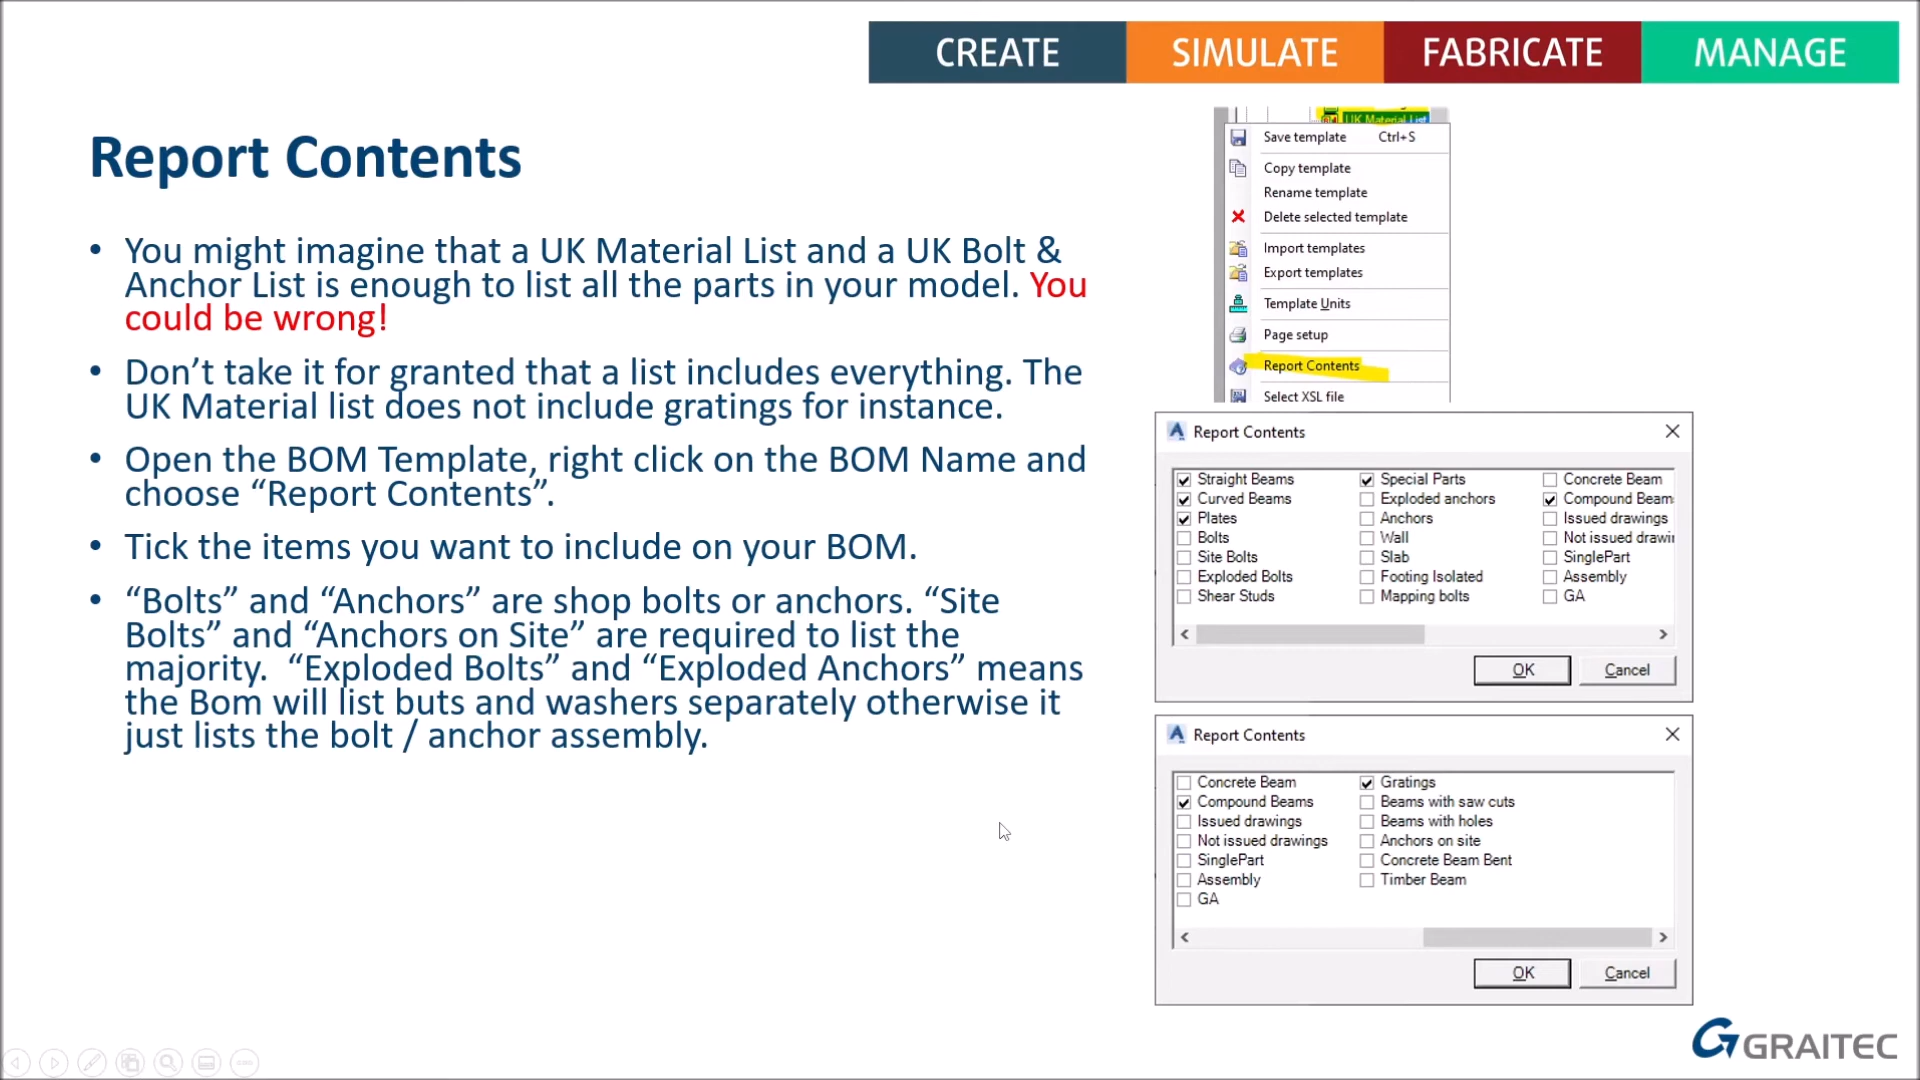 CREATE SIMULATE FABRICATE MANAGE
Report Contents
• You might imagine that a UK Material List and a UK Bolt &
Anchor List is enough to list all the parts in your model. You
could be wrong!
• Don’t take it for granted that a list includes everything. The
UK Material list does not include gratings for instance.
• Open the BOM Template, right click on the BOM Name and
choose “Report Contents”.
• Tick the items you want to include on your BOM.
• “Bolts” and “Anchors” are shop bolts or anchors. “Site
Bolts” and “Anchors on Site” are required to list the
majority.  “Exploded Bolts” and “Exploded Anchors” means
the Bom will list buts and washers separately otherwise it
just lists the bolt / anchor assembly.
UK Material List
Save template Ctrl+S
Copy template
Rename template
Delete selected template
Import templates
Export templates
Template Units
Page setup
Report Contents
Select XSL file
Report Contents
Straight Beams Special Parts Concrete Beam
Curved Beams Exploded anchors Compound Beam
Plates Anchors Issued drawings
Bolts Wall Not issued drawi
Site Bolts Slab SinglePart
Exploded Bolts Footing Isolated Assembly
Shear Studs Mapping bolts GA
OK Cancel
Report Contents
Concrete Beam Gratings
Compound Beams Beams with saw cuts
Issued drawings Beams with holes
Not issued drawings Anchors on site
SinglePart Concrete Beam Bent
Assembly Timber Beam
GA
OK Cancel
GRAITEC